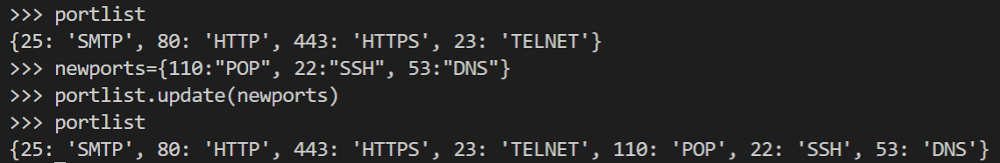 >>> portlist
{25: 'SMTP', 80: 'HTTP', 443: 'HTTPS', 23: 'TELNET'}
>>> newports={110:"POP", 22:"SSH", 53:"DNS"}
>>> portlist.update(newports)
>>> portlist
{25: 'SMTP', 80: 'HTTP', 443: 'HTTPS', 23: 'TELNET', 110: 'POP', 22: 'SSH', 53: 'DNS'}